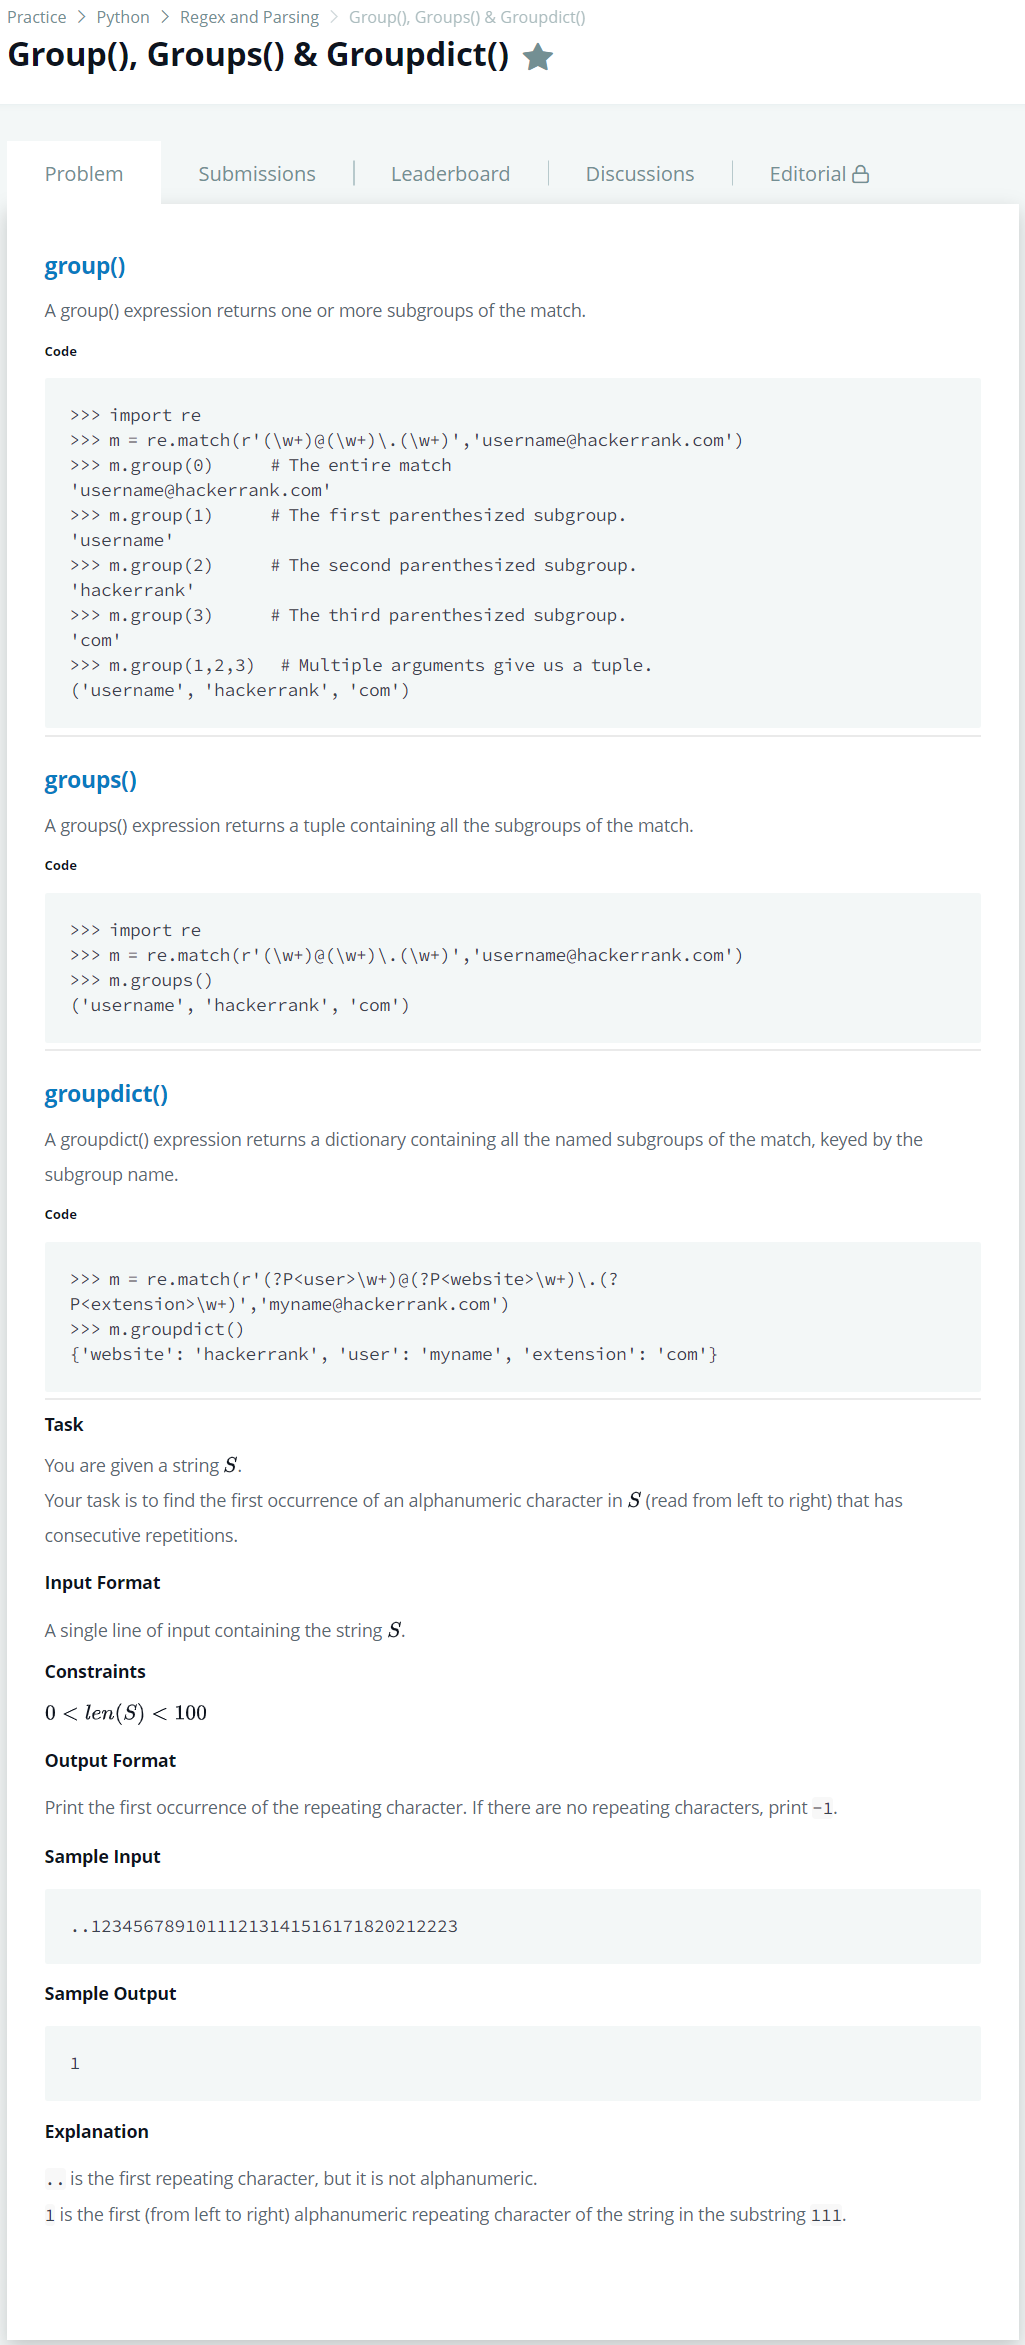 Practice > Python > Regex and Parsing > Group(), Groups() & Groupdict()
Group(), Groups() & Groupdict()
Problem
Submissions
Leaderboard
Discussions
Editorial
group()
A group() expression returns one or more subgroups of the match.
Code
>>> import re
>>> m = re.match(r'(\w+)@(\w+)\.(\w+)','username@hackerrank.com')
>>> m.group(0)      # The entire match
'username@hackerrank.com'
>>> m.group(1)      # The first parenthesized subgroup.
'username'
>>> m.group(2)      # The second parenthesized subgroup.
'hackerrank'
>>> m.group(3)      # The third parenthesized subgroup.
'com'
>>> m.group(1,2,3)   # Multiple arguments give us a tuple.
('username', 'hackerrank', 'com')
groups()
A groups() expression returns a tuple containing all the subgroups of the match.
Code
>>> import re
>>> m = re.match(r'(\w+)@(\w+)\.(\w+)','username@hackerrank.com')
>>> m.groups()
('username', 'hackerrank', 'com')
groupdict()
A groupdict() expression returns a dictionary containing all the named subgroups of the match, keyed by the
subgroup name.
Code
>>> m = re.match(r'(?P<user>\w+)@(?P<website>\w+)\.(?
P<extension>\w+)','myname@hackerrank.com')
>>> m.groupdict()
{'website': 'hackerrank', 'user': 'myname', 'extension': 'com'}
Task
You are given a string S.
Your task is to find the first occurrence of an alphanumeric character in S (read from left to right) that has
consecutive repetitions.
Input Format
A single line of input containing the string S.
Constraints
0 < len(S) < 100
Output Format
Print the first occurrence of the repeating character. If there are no repeating characters, print -1.
Sample Input
..12345678910111213141516171820212223
Sample Output
1
Explanation
.. is the first repeating character, but it is not alphanumeric.
1 is the first (from left to right) alphanumeric repeating character of the string in the substring 111.